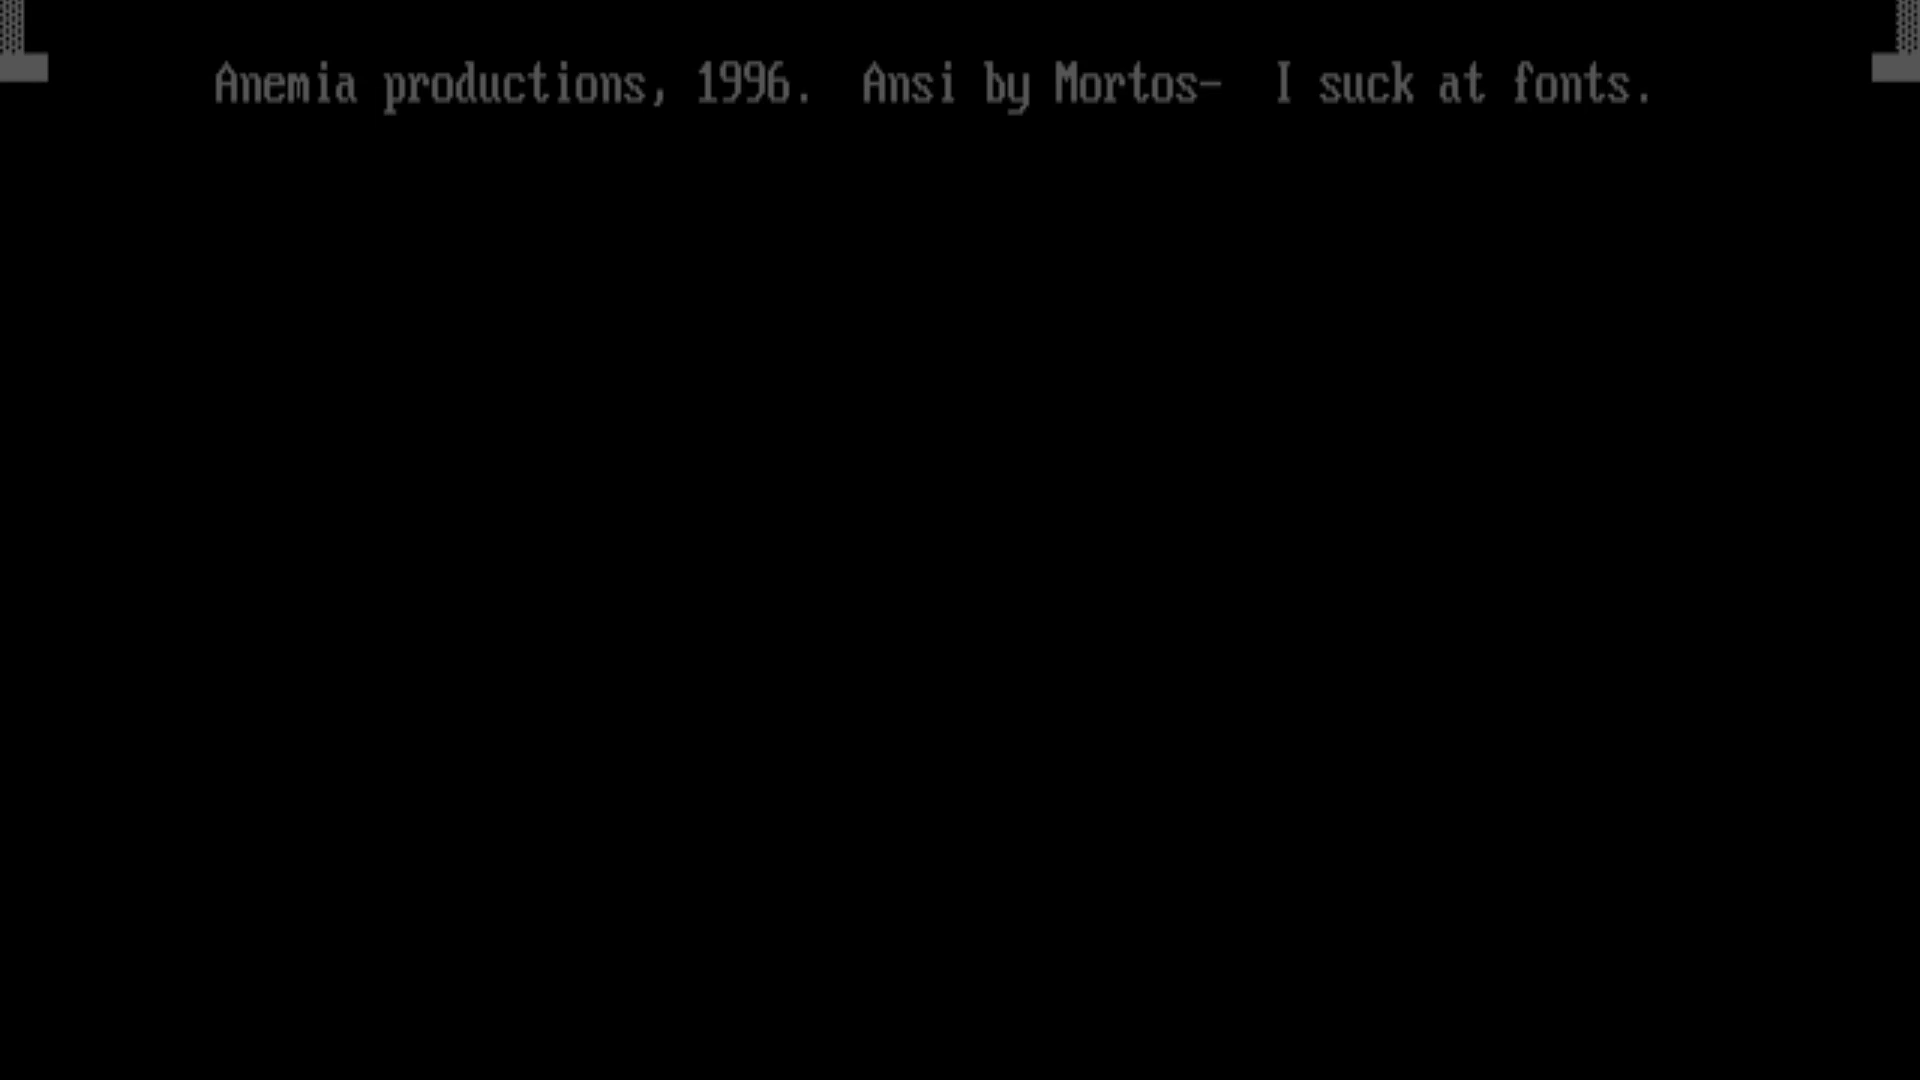 Anemia productions, 1996.  Ansi by Mortos-  I suck at fonts.